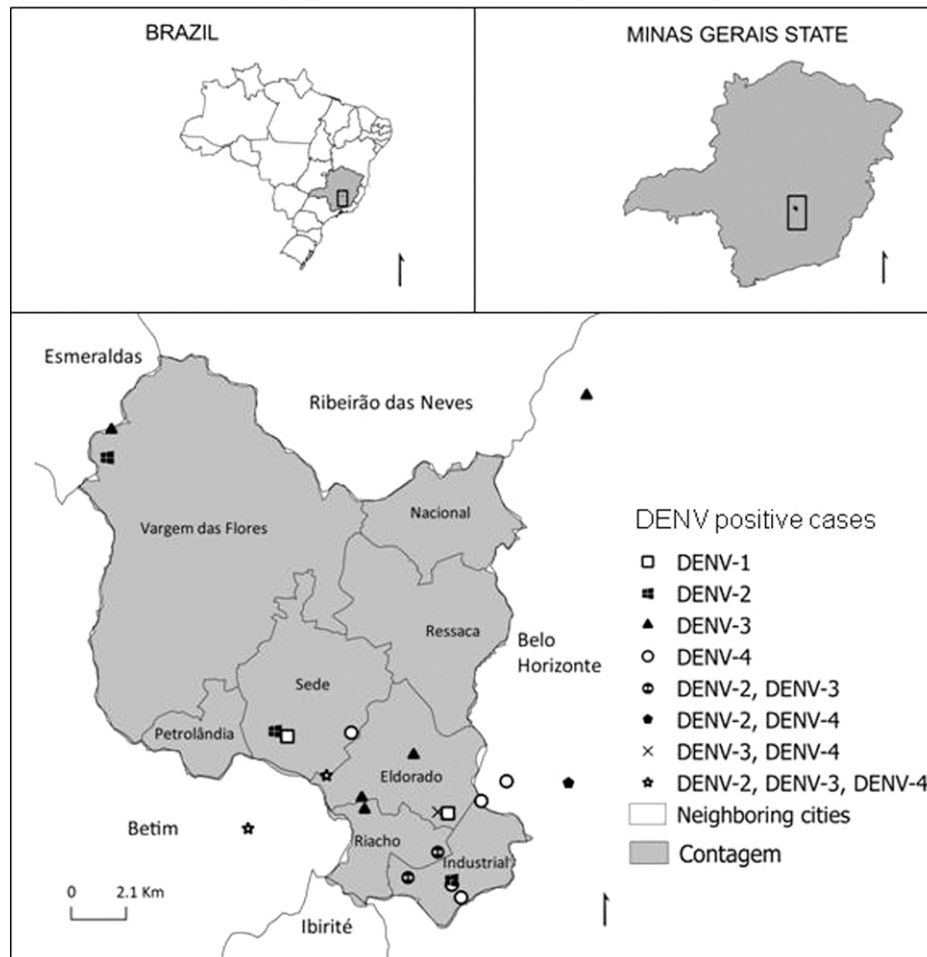 BRAZIL
MINAS GERAIS STATE
Esmeraldas
Ribeirão das Neves
Nacional
Vargem das Flores
Ressaca
Belo
Horizonte
Sede
Petrolândia
Eldorado
Betim
Riacho
Industrial
0 2.1 Km
Ibirité
DENV positive cases
DENV-1
DENV-2
DENV-3
DENV-4
DENV-2, DENV-3
DENV-2, DENV-4
DENV-3, DENV-4
DENV-2, DENV-3, DENV-4
Neighboring cities
Contagem